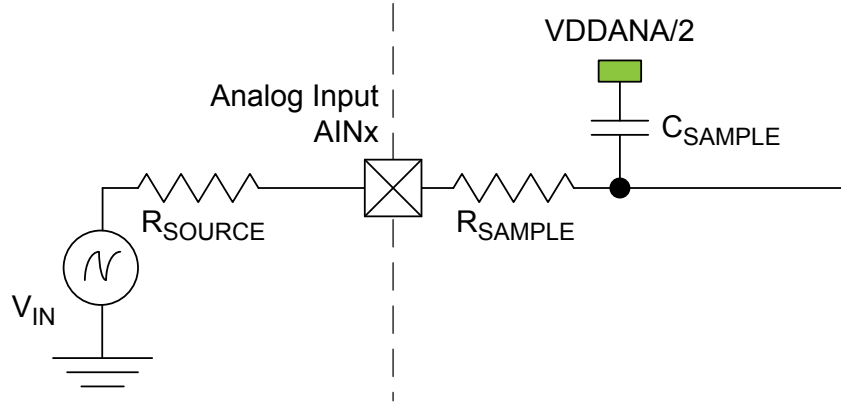 VDDANA/2
Analog Input
AINx
CSAMPLE
RSOURCE
RSAMPLE
VIN